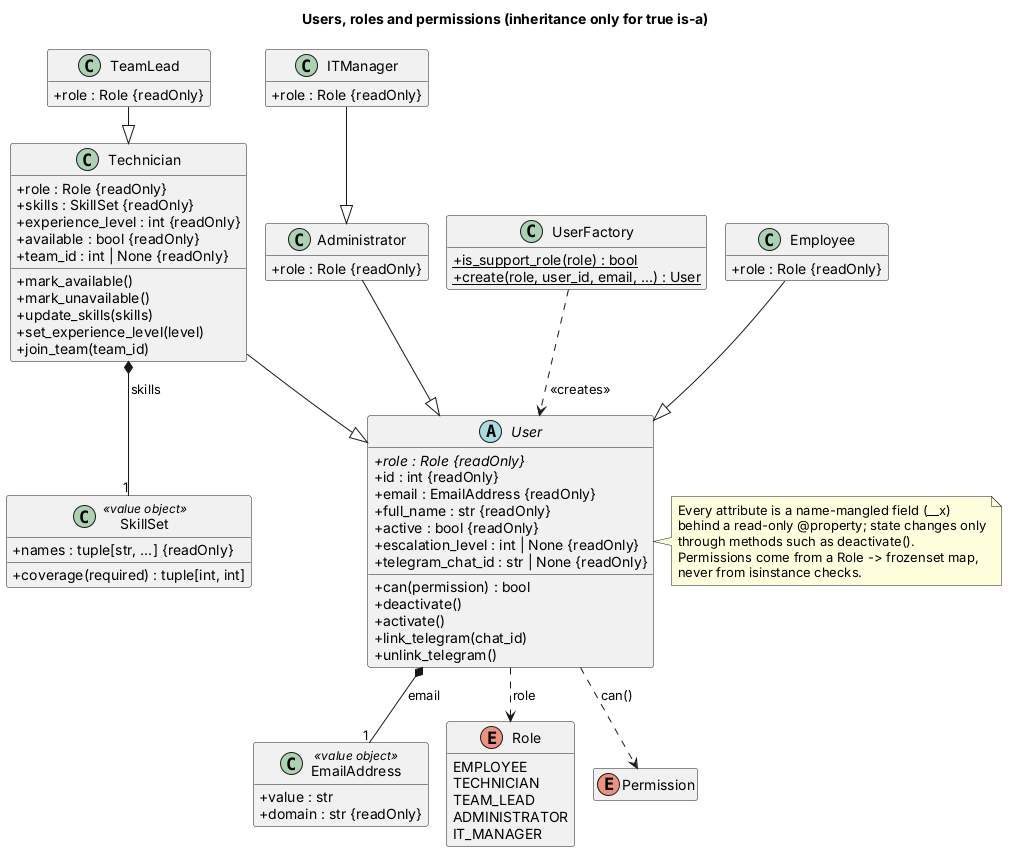 Users, roles and permissions (inheritance only for true is-a)
C TeamLead
+role : Role {readOnly}
C ITManager
+role : Role {readOnly}
C Technician
+role : Role {readOnly}
+skills : SkillSet {readOnly}
+experience_level : int {readOnly}
+available : bool {readOnly}
+team_id : int | None {readOnly}
+mark_available()
+mark_unavailable()
+update_skills(skills)
+set_experience_level(level)
+join_team(team_id)
C Administrator
+role : Role {readOnly}
C UserFactory
+is_support_role(role) : bool
+create(role, user_id, email, ...) : User
C Employee
+role : Role {readOnly}
skills
1
«creates»
C «value object»
SkillSet
+names : tuple[str, ...] {readOnly}
+coverage(required) : tuple[int, int]
A User
+role : Role {readOnly}
+id : int {readOnly}
+email : EmailAddress {readOnly}
+full_name : str {readOnly}
+active : bool {readOnly}
+escalation_level : int | None {readOnly}
+telegram_chat_id : str | None {readOnly}
+can(permission) : bool
+deactivate()
+activate()
+link_telegram(chat_id)
+unlink_telegram()
Every attribute is a name-mangled field (__x)
behind a read-only @property; state changes only
through methods such as deactivate().
Permissions come from a Role -> frozenset map,
never from isinstance checks.
email
role
can()
1
C «value object»
EmailAddress
+value : str
+domain : str {readOnly}
E Role
EMPLOYEE
TECHNICIAN
TEAM_LEAD
ADMINISTRATOR
IT_MANAGER
E Permission